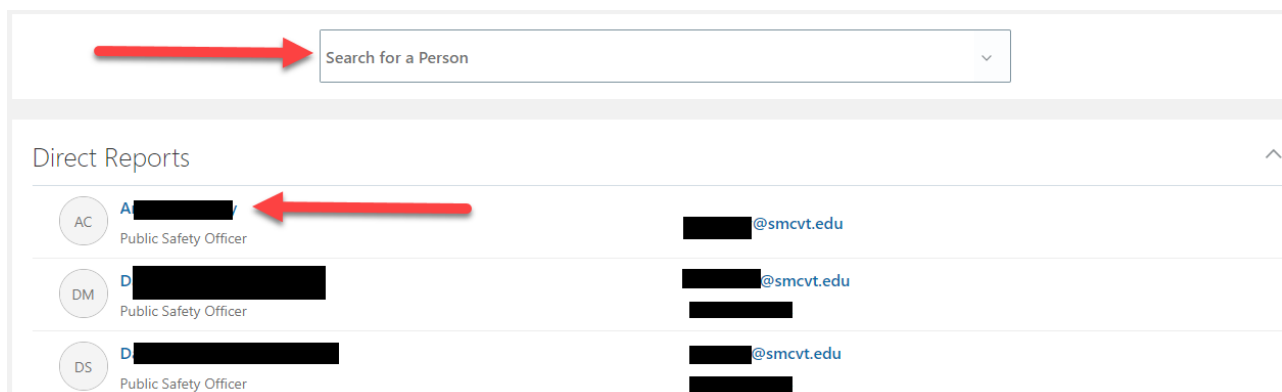 Search for a Person
Direct Reports
AC
Public Safety Officer
@smcvt.edu
DM
D
Public Safety Officer
@smcvt.edu
DS
Public Safety Officer
@smcvt.edu